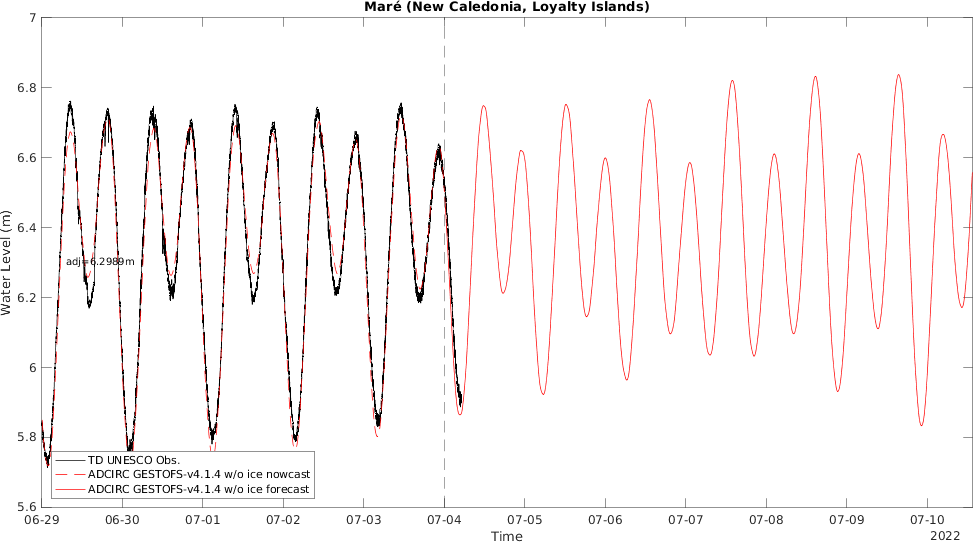 Maré (New Caledonia, Loyalty Islands)
7
6.8
6.6
6.4
6.2
6
5.8
5.6
Water Level (m)
adj=6.2989m
TD UNESCO Obs.
ADCIRC GESTOFS-v4.1.4 w/o ice nowcast
ADCIRC GESTOFS-v4.1.4 w/o ice forecast
06-29 06-30 07-01 07-02 07-03 07-04 07-05 07-06 07-07 07-08 07-09 07-10
Time
2022